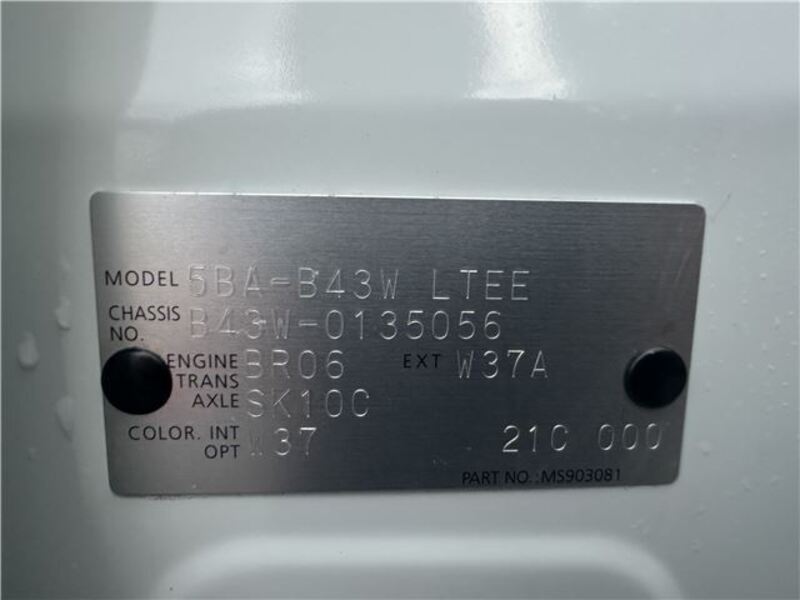 MODEL 5BA-B43W LTEE
CHASSIS NO. B43W-0135056
ENGINE BR06 EXT W37A
TRANS
AXLE SK10C
COLOR. INT W37 21C 000
OPT
PART NO.:MS903081